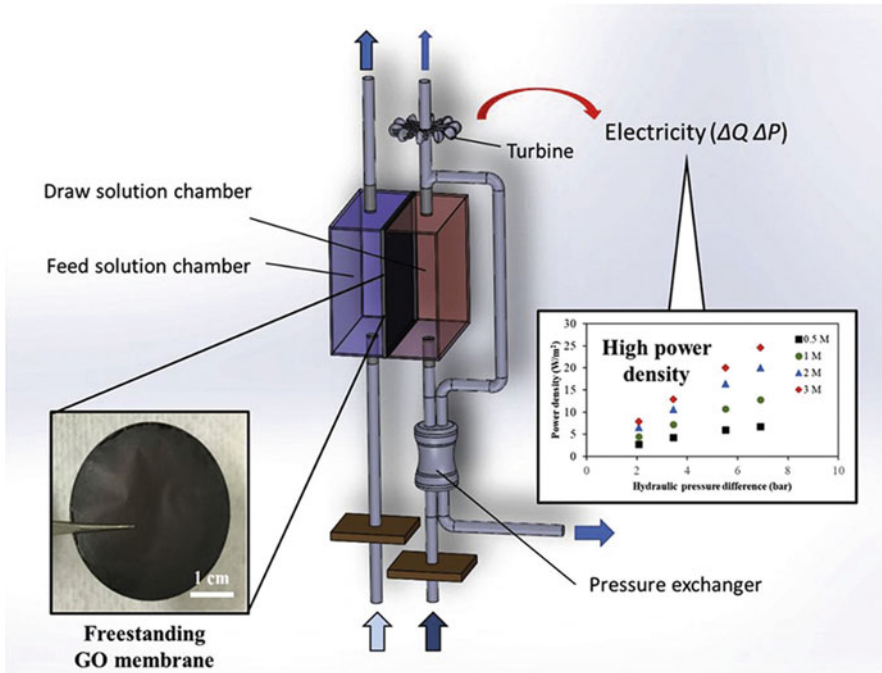 Turbine
Electricity (ΔQ ΔP)
Draw solution chamber
Feed solution chamber
High power
density
0.5 M
1 M
2 M
3 M
Power density (W/m²)
30
25
20
15
10
5
0
0
2
4
6
8
10
Hydraulic pressure difference (bar)
1 cm
Freestanding
GO membrane
Pressure exchanger